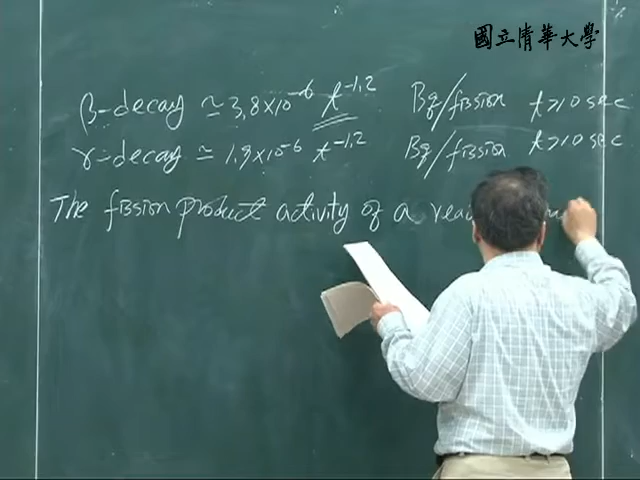 國立清華大學
β-decay ≃ 3.8×10⁻⁶ t⁻¹·² Bq/fission t>10 sec
γ-decay ≃ 1.9×10⁻⁶ t⁻¹·² Bq/fission t>10 sec
The fission product activity of a